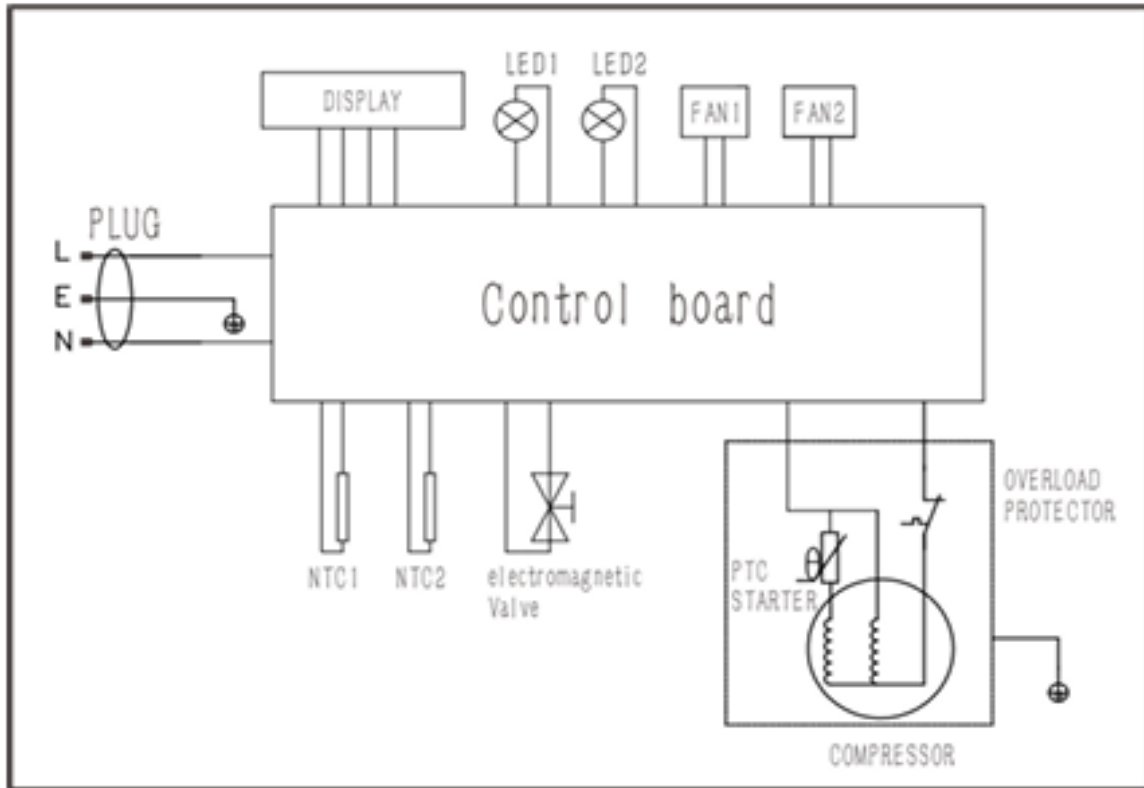 LED1 LED2
DISPLAY
FAN1 FAN2
PLUG
L
E
N
Control board
OVERLOAD
PROTECTOR
NTC1 NTC2 electromagnetic
Valve
PTC
STARTER
COMPRESSOR